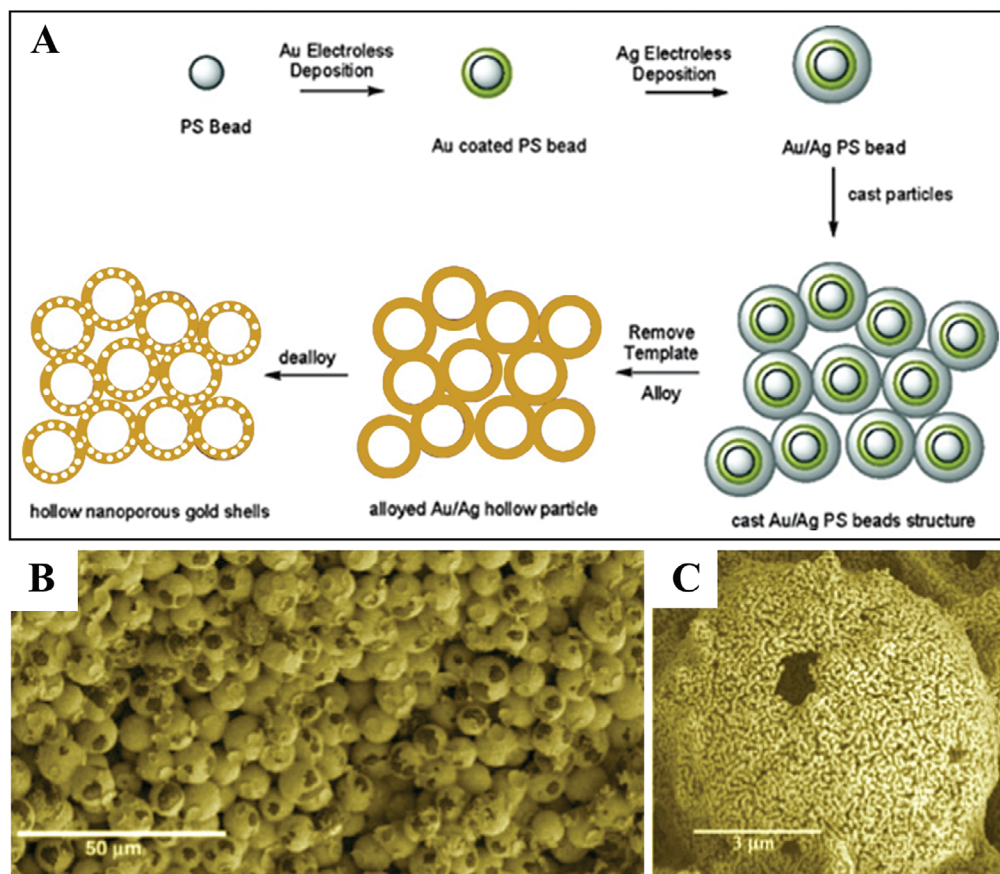 A
Au Electroless
Deposition
Ag Electroless
Deposition
PS Bead
Au coated PS bead
Au/Ag PS bead
cast particles
dealloy
Remove
Template
Alloy
hollow nanoporous gold shells
alloyed Au/Ag hollow particle
cast Au/Ag PS beads structure
B
50 µm
C
3 µm